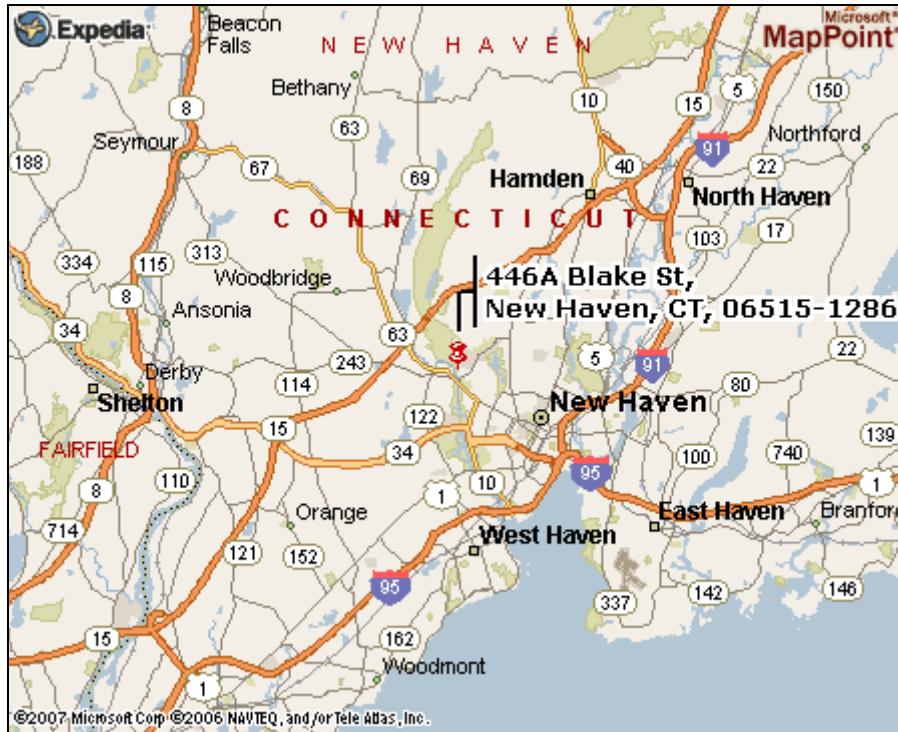 Expedia
Beacon
Falls
NEW HAVEN
Microsoft®
MapPoint®
Bethany
8
10
15
5
150
63
Seymour
188
67
69
40
91
Northford
22
Hamden
North Haven
CONNECTICUT
17
103
313
334
115
Woodbridge
446A Blake St,
New Haven, CT, 06515-1286
8
Ansonia
34
63
243
5
91
22
Derby
114
80
Shelton
122
New Haven
15
139
FAIRFIELD
34
100
740
110
95
8
1
10
1
714
Orange
West Haven
East Haven
Branford
121
152
95
337
142
146
15
162
Woodmont
1
©2007 Microsoft Corp ©2006 NAVTEQ, and/or Tele Atlas, Inc.